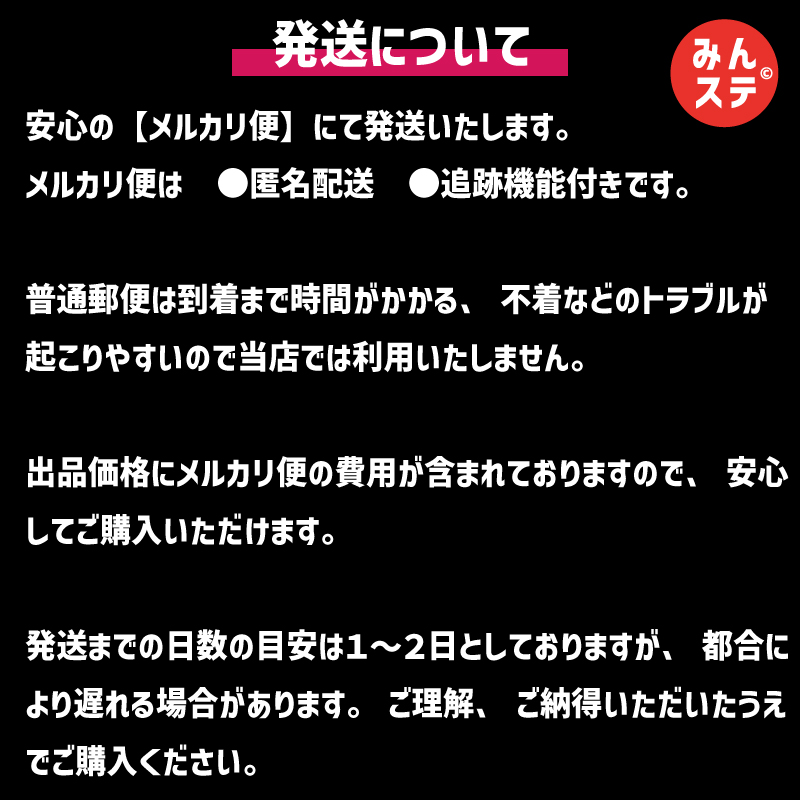 発送について
みん
ステ©
安心の【メルカリ便】にて発送いたします。
メルカリ便は　●匿名配送　●追跡機能付きです。
普通郵便は到着まで時間がかかる、不着などのトラブルが
起こりやすいので当店では利用いたしません。
出品価格にメルカリ便の費用が含まれておりますので、安心
してご購入いただけます。
発送までの日数の目安は１〜２日としておりますが、都合に
より遅れる場合があります。ご理解、ご納得いただいたうえ
でご購入ください。